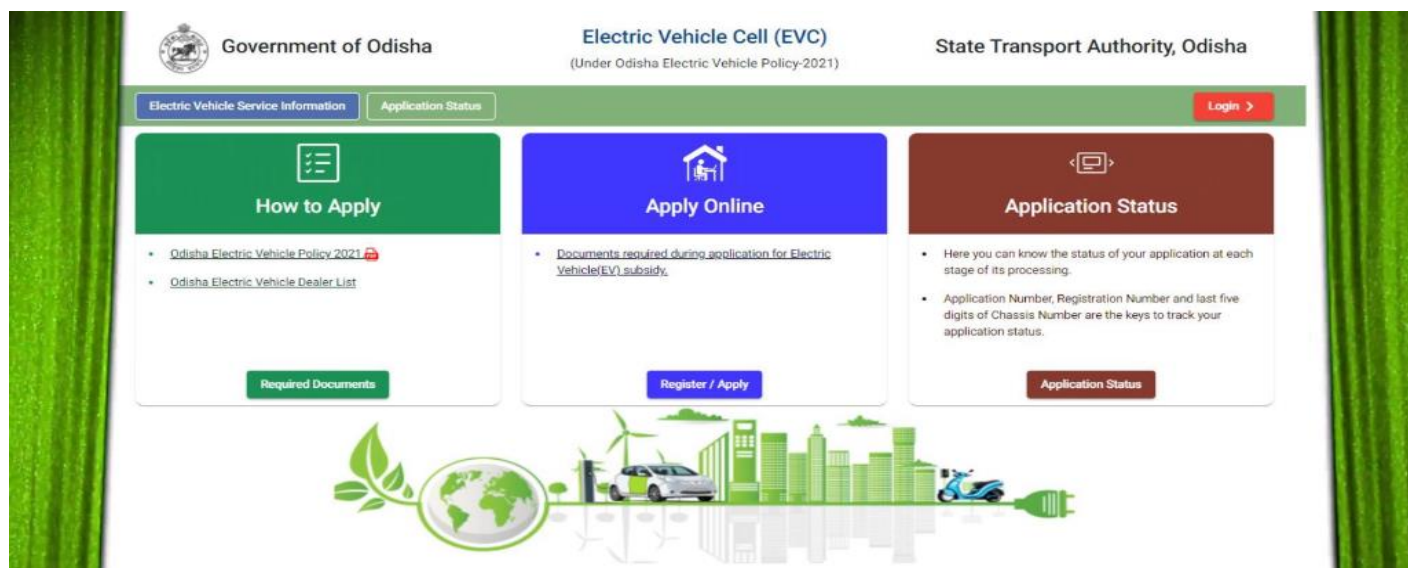 Government of Odisha
Electric Vehicle Cell (EVC)
(Under Odisha Electric Vehicle Policy-2021)
State Transport Authority, Odisha
Electric Vehicle Service Information
Application Status
Login >
How to Apply
Odisha Electric Vehicle Policy 2021
Odisha Electric Vehicle Dealer List
Required Documents
Apply Online
Documents required during application for Electric
Vehicle(EV) subsidy.
Register / Apply
Application Status
Here you can know the status of your application at each
stage of its processing.
Application Number, Registration Number and last five
digits of Chassis Number are the keys to track your
application status.
Application Status